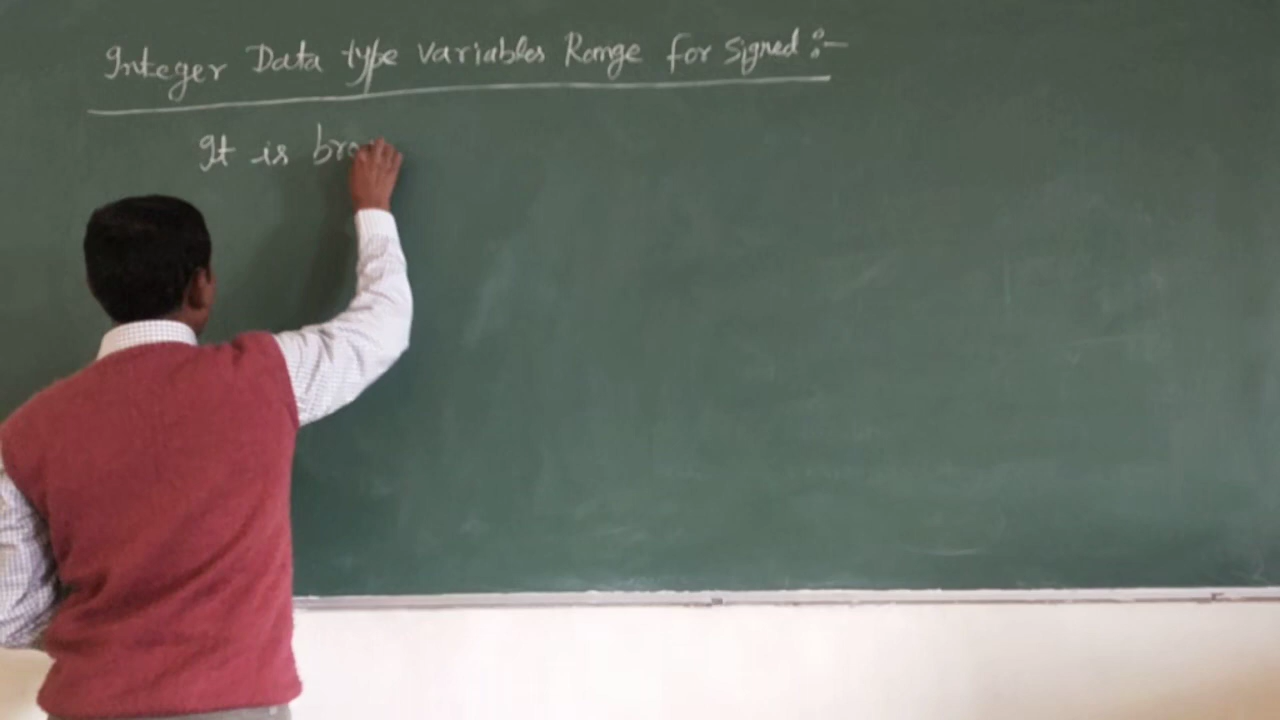 Integer Data type variables Range for Signed :-
It is bro